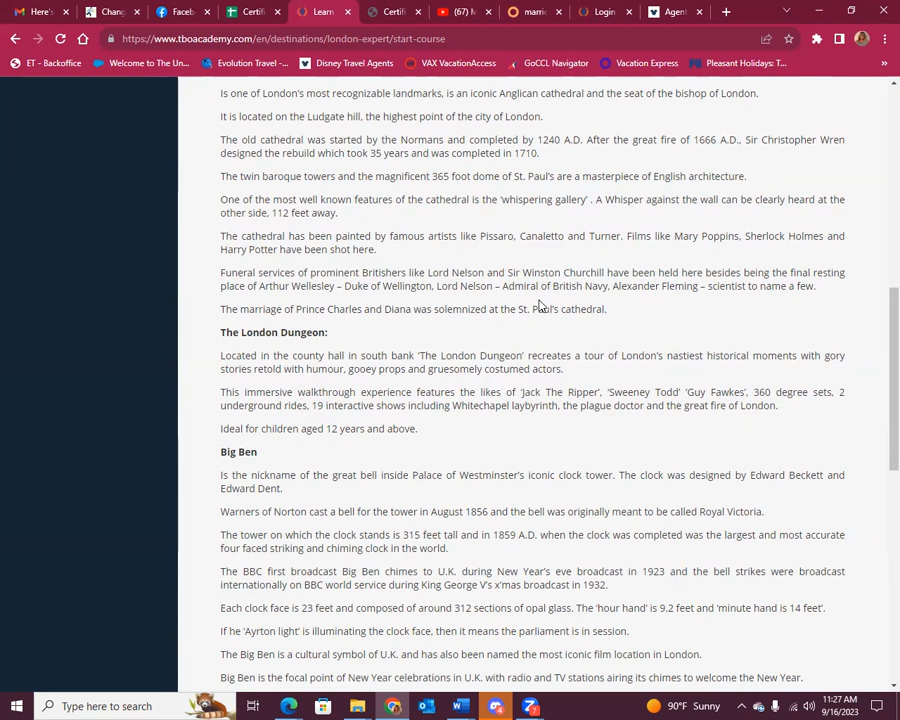 Here's
Chang
Faceb
Certifi
Learn
Certifi
(67) M
marri
Login
Agent
https://www.tboacademy.com/en/destinations/london-expert/start-course
ET - Backoffice
Welcome to The Un...
Evolution Travel -...
Disney Travel Agents
VAX VacationAccess
GoCCL Navigator
Vacation Express
Pleasant Holidays: T...
Is one of London's most recognizable landmarks, is an iconic Anglican cathedral and the seat of the bishop of London.
It is located on the Ludgate hill, the highest point of the city of London.
The old cathedral was started by the Normans and completed by 1240 A.D. After the great fire of 1666 A.D., Sir Christopher Wren
designed the rebuild which took 35 years and was completed in 1710.
The twin baroque towers and the magnificent 365 foot dome of St. Paul's are a masterpiece of English architecture.
One of the most well known features of the cathedral is the 'whispering gallery' . A Whisper against the wall can be clearly heard at the
other side, 112 feet away.
The cathedral has been painted by famous artists like Pissaro, Canaletto and Turner. Films like Mary Poppins, Sherlock Holmes and
Harry Potter have been shot here.
Funeral services of prominent Britishers like Lord Nelson and Sir Winston Churchill have been held here besides being the final resting
place of Arthur Wellesley – Duke of Wellington, Lord Nelson – Admiral of British Navy, Alexander Fleming – scientist to name a few.
The marriage of Prince Charles and Diana was solemnized at the St. Paul's cathedral.
The London Dungeon:
Located in the county hall in south bank 'The London Dungeon' recreates a tour of London's nastiest historical moments with gory
stories retold with humour, gooey props and gruesomely costumed actors.
This immersive walkthrough experience features the likes of 'Jack The Ripper', 'Sweeney Todd' 'Guy Fawkes', 360 degree sets, 2
underground rides, 19 interactive shows including Whitechapel laybyrinth, the plague doctor and the great fire of London.
Ideal for children aged 12 years and above.
Big Ben
Is the nickname of the great bell inside Palace of Westminster's iconic clock tower. The clock was designed by Edward Beckett and
Edward Dent.
Warners of Norton cast a bell for the tower in August 1856 and the bell was originally meant to be called Royal Victoria.
The tower on which the clock stands is 315 feet tall and in 1859 A.D. when the clock was completed was the largest and most accurate
four faced striking and chiming clock in the world.
The BBC first broadcast Big Ben chimes to U.K. during New Year's eve broadcast in 1923 and the bell strikes were broadcast
internationally on BBC world service during King George V's x'mas broadcast in 1932.
Each clock face is 23 feet and composed of around 312 sections of opal glass. The 'hour hand' is 9.2 feet and 'minute hand is 14 feet'.
If he 'Ayrton light' is illuminating the clock face, then it means the parliament is in session.
The Big Ben is a cultural symbol of U.K. and has also been named the most iconic film location in London.
Big Ben is the focal point of New Year celebrations in U.K. with radio and TV stations airing its chimes to welcome the New Year.
Type here to search
90°F Sunny
11:27 AM
9/16/2023